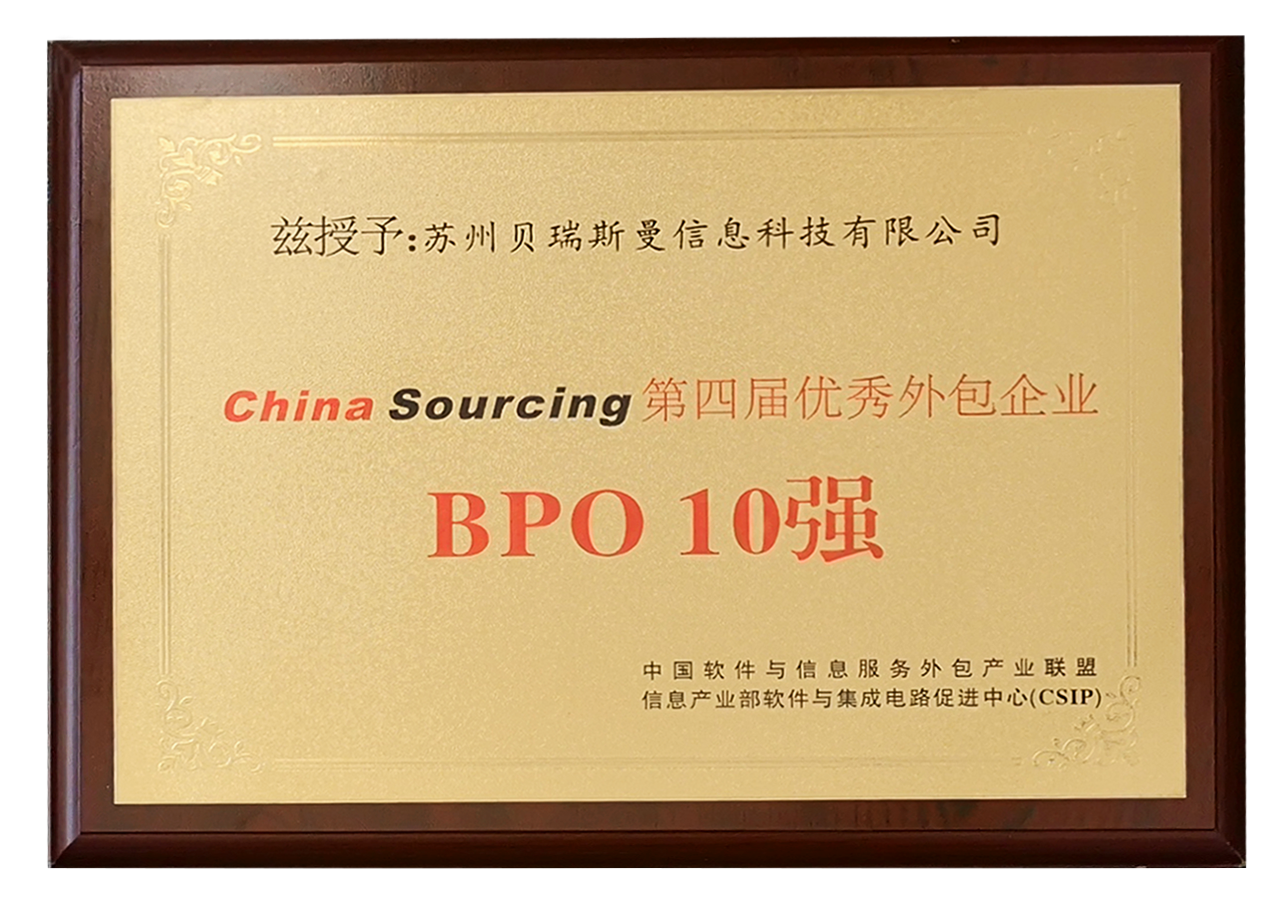 兹授予:苏州贝瑞斯曼信息科技有限公司
China Sourcing 第四届优秀外包企业
BPO 10强
中国软件与信息服务外包产业联盟
信息产业部软件与集成电路促进中心(CSIP)